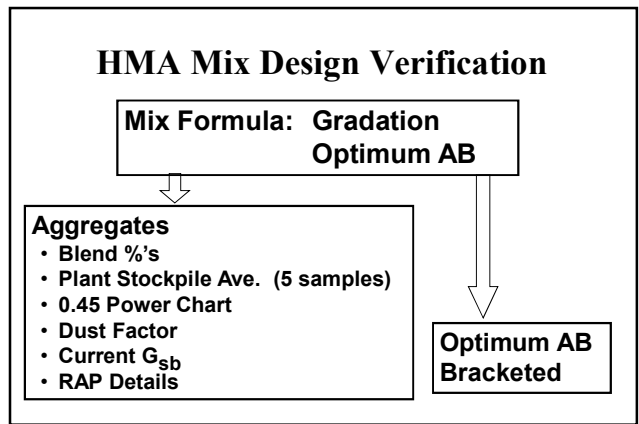 HMA Mix Design Verification
Mix Formula: Gradation
Optimum AB
Aggregates
• Blend %'s
• Plant Stockpile Ave. (5 samples)
• 0.45 Power Chart
• Dust Factor
• Current Gsb
• RAP Details
Optimum AB
Bracketed